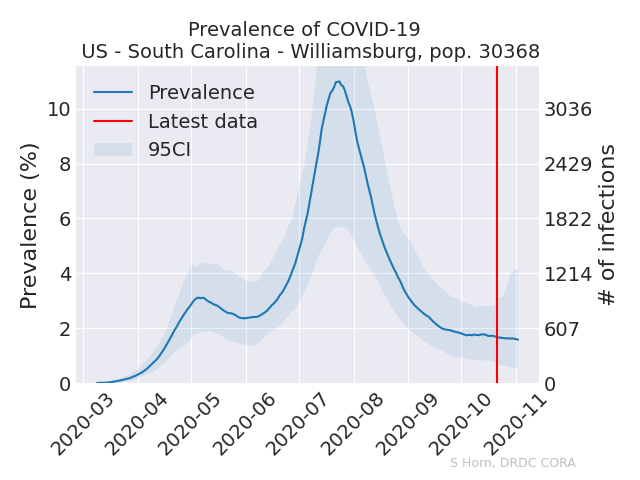 Prevalence of COVID-19
US - South Carolina - Williamsburg, pop. 30368
Prevalence
Latest data
95CI
Prevalence (%)
10
8
6
4
2
0
3036
2429
1822
1214
607
0
# of infections
2020-03
2020-04
2020-05
2020-06
2020-07
2020-08
2020-09
2020-10
2020-11
S Horn, DRDC CORA